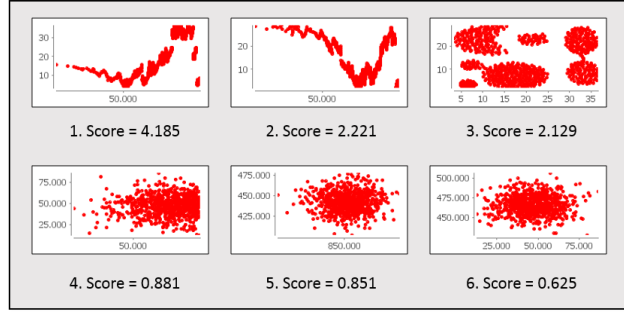 30
20
10
50.000
1. Score = 4.185
20
10
50.000
2. Score = 2.221
20
10
5 10 15 20 25 30 35
3. Score = 2.129
75.000
50.000
25.000
50.000
4. Score = 0.881
475.000
450.000
425.000
850.000
5. Score = 0.851
500.000
475.000
450.000
25.000 50.000 75.000
6. Score = 0.625